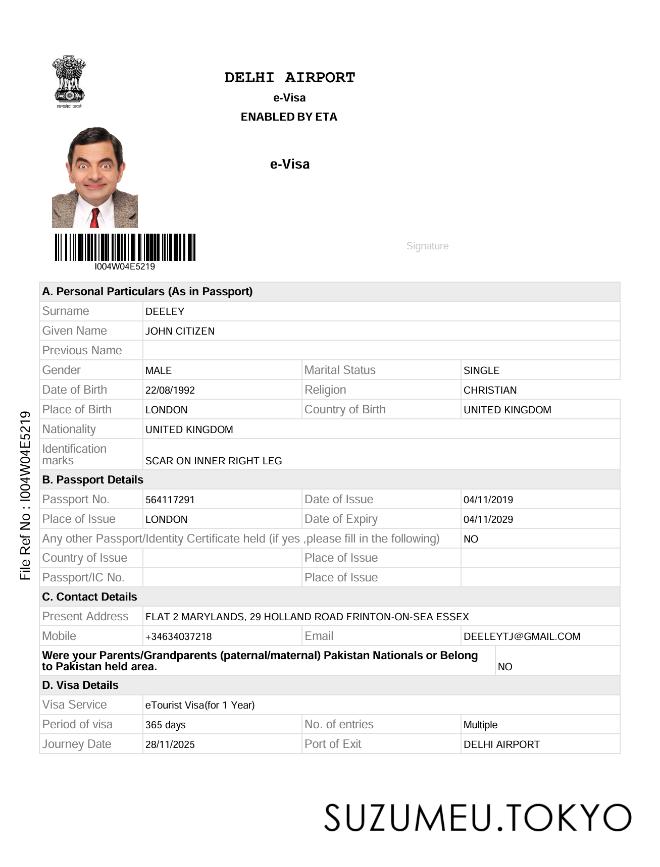 DELHI AIRPORT
e-Visa
ENABLED BY ETA
e-Visa
Signature
I004W04E5219
File Ref No : I004W04E5219
A. Personal Particulars (As in Passport)
Surname DEELEY
Given Name JOHN CITIZEN
Previous Name
Gender MALE Marital Status SINGLE
Date of Birth 22/08/1992 Religion CHRISTIAN
Place of Birth LONDON Country of Birth UNITED KINGDOM
Nationality UNITED KINGDOM
Identification
marks SCAR ON INNER RIGHT LEG
B. Passport Details
Passport No. 564117291 Date of Issue 04/11/2019
Place of Issue LONDON Date of Expiry 04/11/2029
Any other Passport/Identity Certificate held (if yes ,please fill in the following) NO
Country of Issue Place of Issue
Passport/IC No. Place of Issue
C. Contact Details
Present Address FLAT 2 MARYLANDS, 29 HOLLAND ROAD FRINTON-ON-SEA ESSEX
Mobile +34634037218 Email DEELEYTJ@GMAIL.COM
Were your Parents/Grandparents (paternal/maternal) Pakistan Nationals or Belong
to Pakistan held area. NO
D. Visa Details
Visa Service eTourist Visa(for 1 Year)
Period of visa 365 days No. of entries Multiple
Journey Date 28/11/2025 Port of Exit DELHI AIRPORT
SUZUMEU.TOKYO